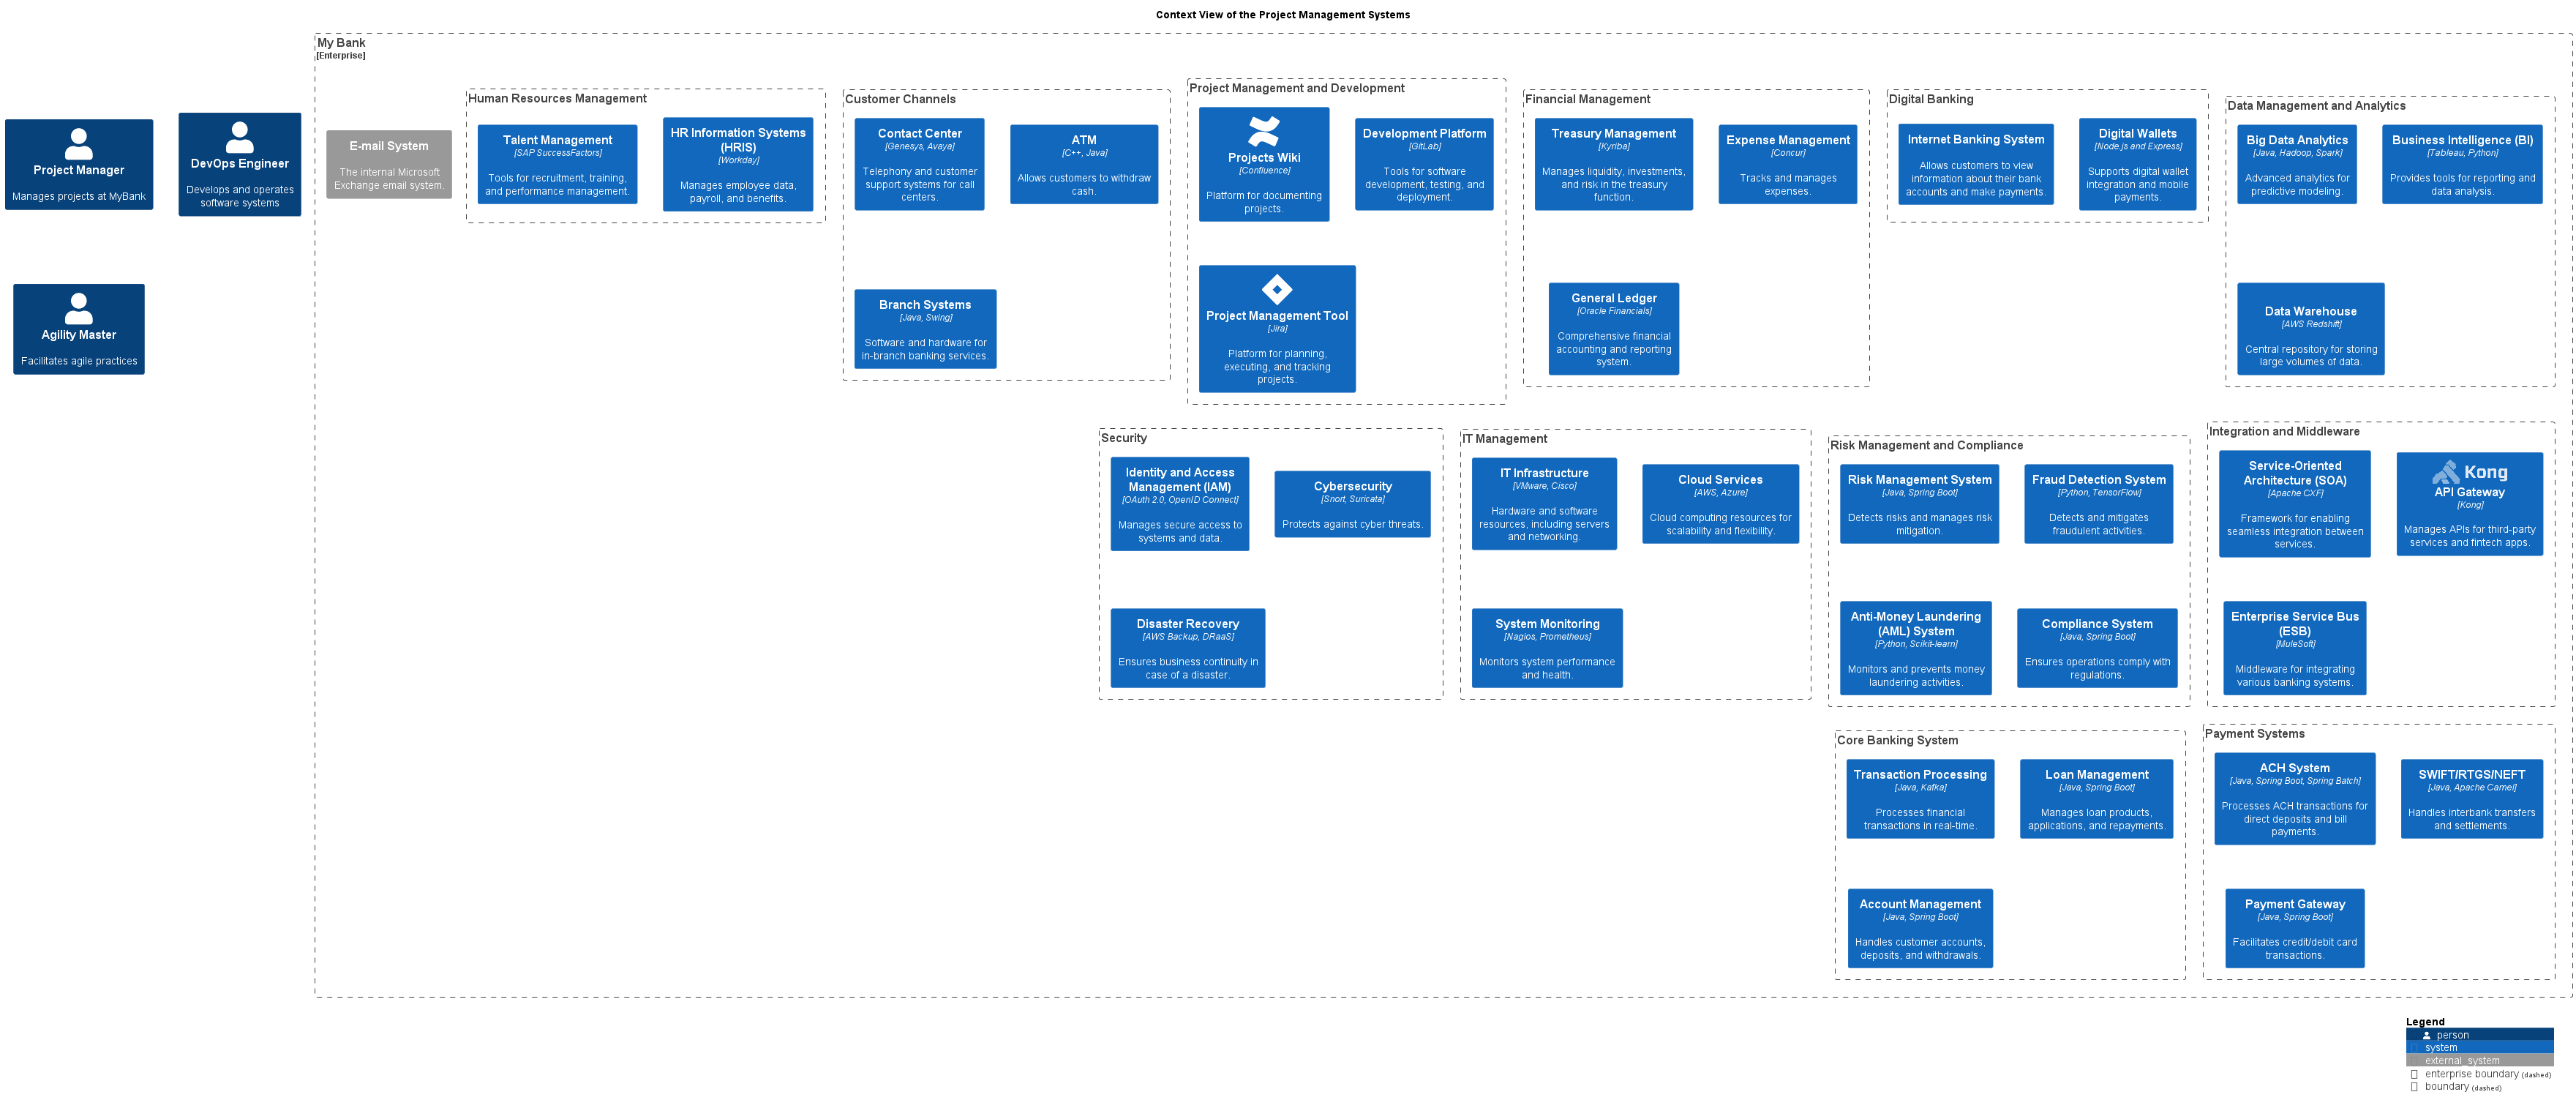 Context View of the Project Management Systems
My Bank
[Enterprise]
Project Manager
Manages projects at MyBank
DevOps Engineer
Develops and operates
software systems
Agility Master
Facilitates agile practices
E-mail System
The internal Microsoft
Exchange email system.
Human Resources Management
Talent Management
[SAP SuccessFactors]
Tools for recruitment, training,
and performance management.
HR Information Systems
(HRIS)
[Workday]
Manages employee data,
payroll, and benefits.
Customer Channels
Contact Center
[Genesys, Avaya]
Telephony and customer
support systems for call
centers.
ATM
[C++, Java]
Allows customers to withdraw
cash.
Branch Systems
[Java, Swing]
Software and hardware for
in-branch banking services.
Project Management and Development
Projects Wiki
[Confluence]
Platform for documenting
projects.
Development Platform
[GitLab]
Tools for software
development, testing, and
deployment.
Project Management Tool
[Jira]
Platform for planning,
executing, and tracking
projects.
Financial Management
Treasury Management
[Kyriba]
Manages liquidity, investments,
and risk in the treasury
function.
Expense Management
[Concur]
Tracks and manages
expenses.
General Ledger
[Oracle Financials]
Comprehensive financial
accounting and reporting
system.
Digital Banking
Internet Banking System
Allows customers to view
information about their bank
accounts and make payments.
Digital Wallets
[Node.js and Express]
Supports digital wallet
integration and mobile
payments.
Data Management and Analytics
Big Data Analytics
[Java, Hadoop, Spark]
Advanced analytics for
predictive modeling.
Business Intelligence (BI)
[Tableau, Python]
Provides tools for reporting and
data analysis.
Data Warehouse
[AWS Redshift]
Central repository for storing
large volumes of data.
Security
Identity and Access
Management (IAM)
[OAuth 2.0, OpenID Connect]
Manages secure access to
systems and data.
Cybersecurity
[Snort, Suricata]
Protects against cyber threats.
Disaster Recovery
[AWS Backup, DRaaS]
Ensures business continuity in
case of a disaster.
IT Management
IT Infrastructure
[VMware, Cisco]
Hardware and software
resources, including servers
and networking.
Cloud Services
[AWS, Azure]
Cloud computing resources for
scalability and flexibility.
System Monitoring
[Nagios, Prometheus]
Monitors system performance
and health.
Risk Management and Compliance
Risk Management System
[Java, Spring Boot]
Detects risks and manages risk
mitigation.
Fraud Detection System
[Python, TensorFlow]
Detects and mitigates
fraudulent activities.
Anti-Money Laundering
(AML) System
[Python, Scikit-learn]
Monitors and prevents money
laundering activities.
Compliance System
[Java, Spring Boot]
Ensures operations comply with
regulations.
Integration and Middleware
Service-Oriented
Architecture (SOA)
[Apache CXF]
Framework for enabling
seamless integration between
services.
Kong
API Gateway
[Kong]
Manages APIs for third-party
services and fintech apps.
Enterprise Service Bus
(ESB)
[MuleSoft]
Middleware for integrating
various banking systems.
Core Banking System
Transaction Processing
[Java, Kafka]
Processes financial
transactions in real-time.
Loan Management
[Java, Spring Boot]
Manages loan products,
applications, and repayments.
Account Management
[Java, Spring Boot]
Handles customer accounts,
deposits, and withdrawals.
Payment Systems
ACH System
[Java, Spring Boot, Spring Batch]
Processes ACH transactions for
direct deposits and bill
payments.
SWIFT/RTGS/NEFT
[Java, Apache Camel]
Handles interbank transfers
and settlements.
Payment Gateway
[Java, Spring Boot]
Facilitates credit/debit card
transactions.
Legend
person
system
external_system
enterprise boundary (dashed)
boundary (dashed)